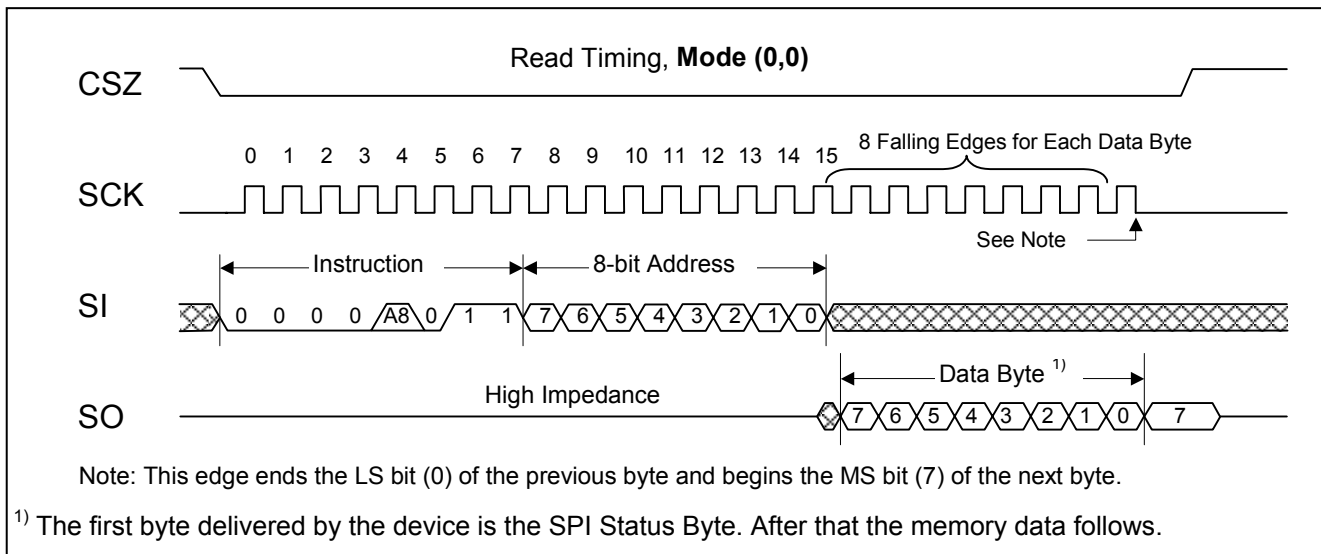 Read Timing, Mode (0,0)
CSZ
0 1 2 3 4 5 6 7 8 9 10 11 12 13 14 15
8 Falling Edges for Each Data Byte
SCK
See Note
Instruction
8-bit Address
SI
0 0 0 0 A8 0 1 1 7 6 5 4 3 2 1 0
Data Byte 1)
High Impedance
SO
7 6 5 4 3 2 1 0 7
Note: This edge ends the LS bit (0) of the previous byte and begins the MS bit (7) of the next byte.
1) The first byte delivered by the device is the SPI Status Byte. After that the memory data follows.